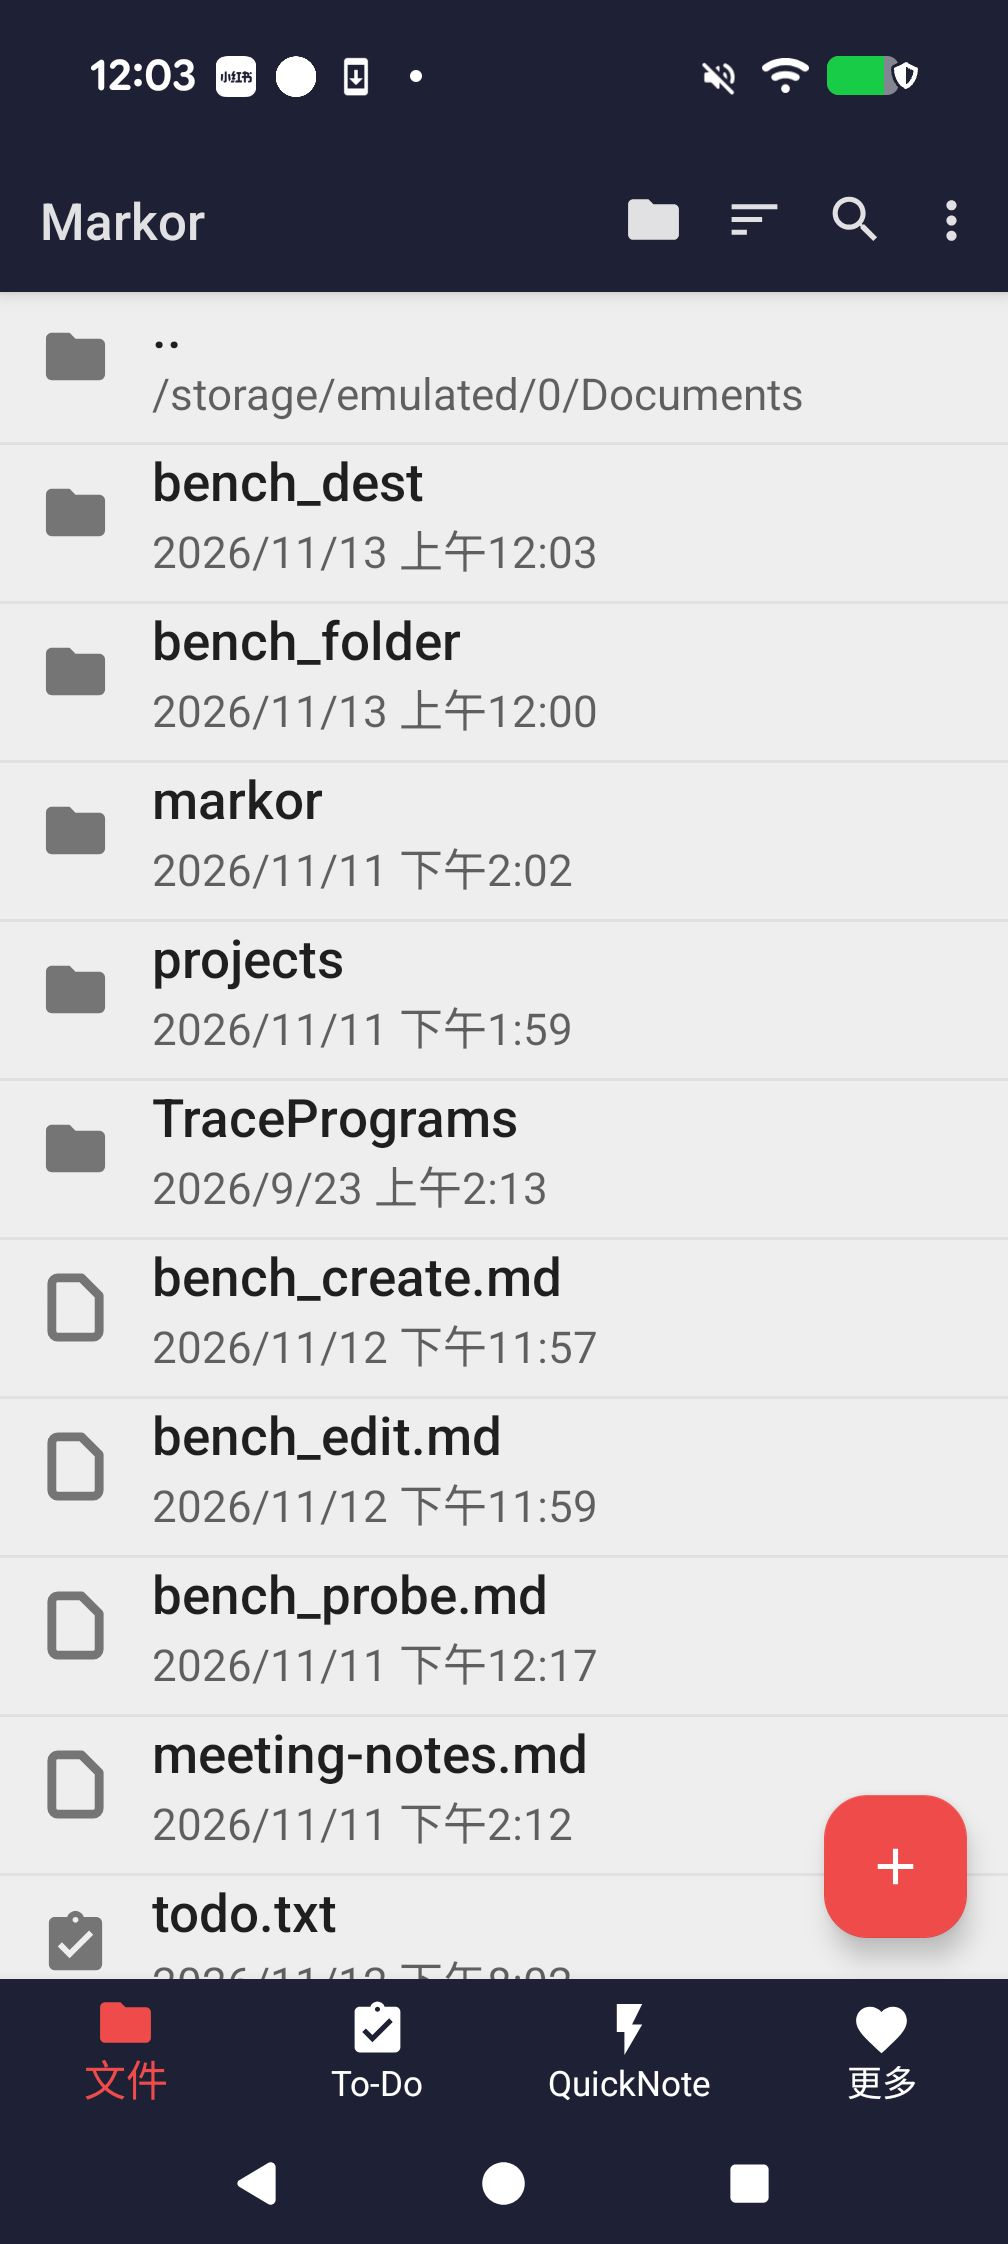 12:03
小红书
Markor
..
/storage/emulated/0/Documents
bench_dest
2026/11/13 上午12:03
bench_folder
2026/11/13 上午12:00
markor
2026/11/11 下午2:02
projects
2026/11/11 下午1:59
TracePrograms
2026/9/23 上午2:13
bench_create.md
2026/11/12 下午11:57
bench_edit.md
2026/11/12 下午11:59
bench_probe.md
2026/11/11 下午12:17
meeting-notes.md
2026/11/11 下午2:12
todo.txt
文件
To-Do
QuickNote
更多